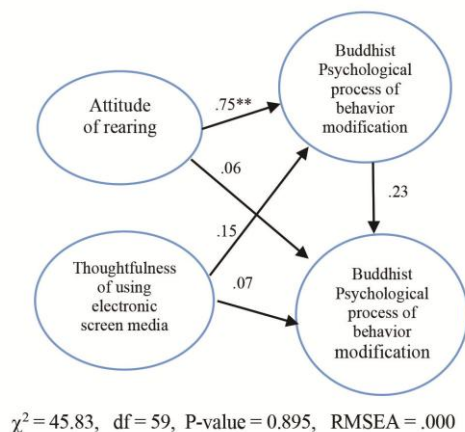 Attitude
of rearing
.75**
Buddhist
Psychological
process of
behavior
modification
.06
.23
.15
Thoughtfulness
of using
electronic
screen media
.07
Buddhist
Psychological
process of
behavior
modification
χ² = 45.83, df = 59, P-value = 0.895, RMSEA = .000